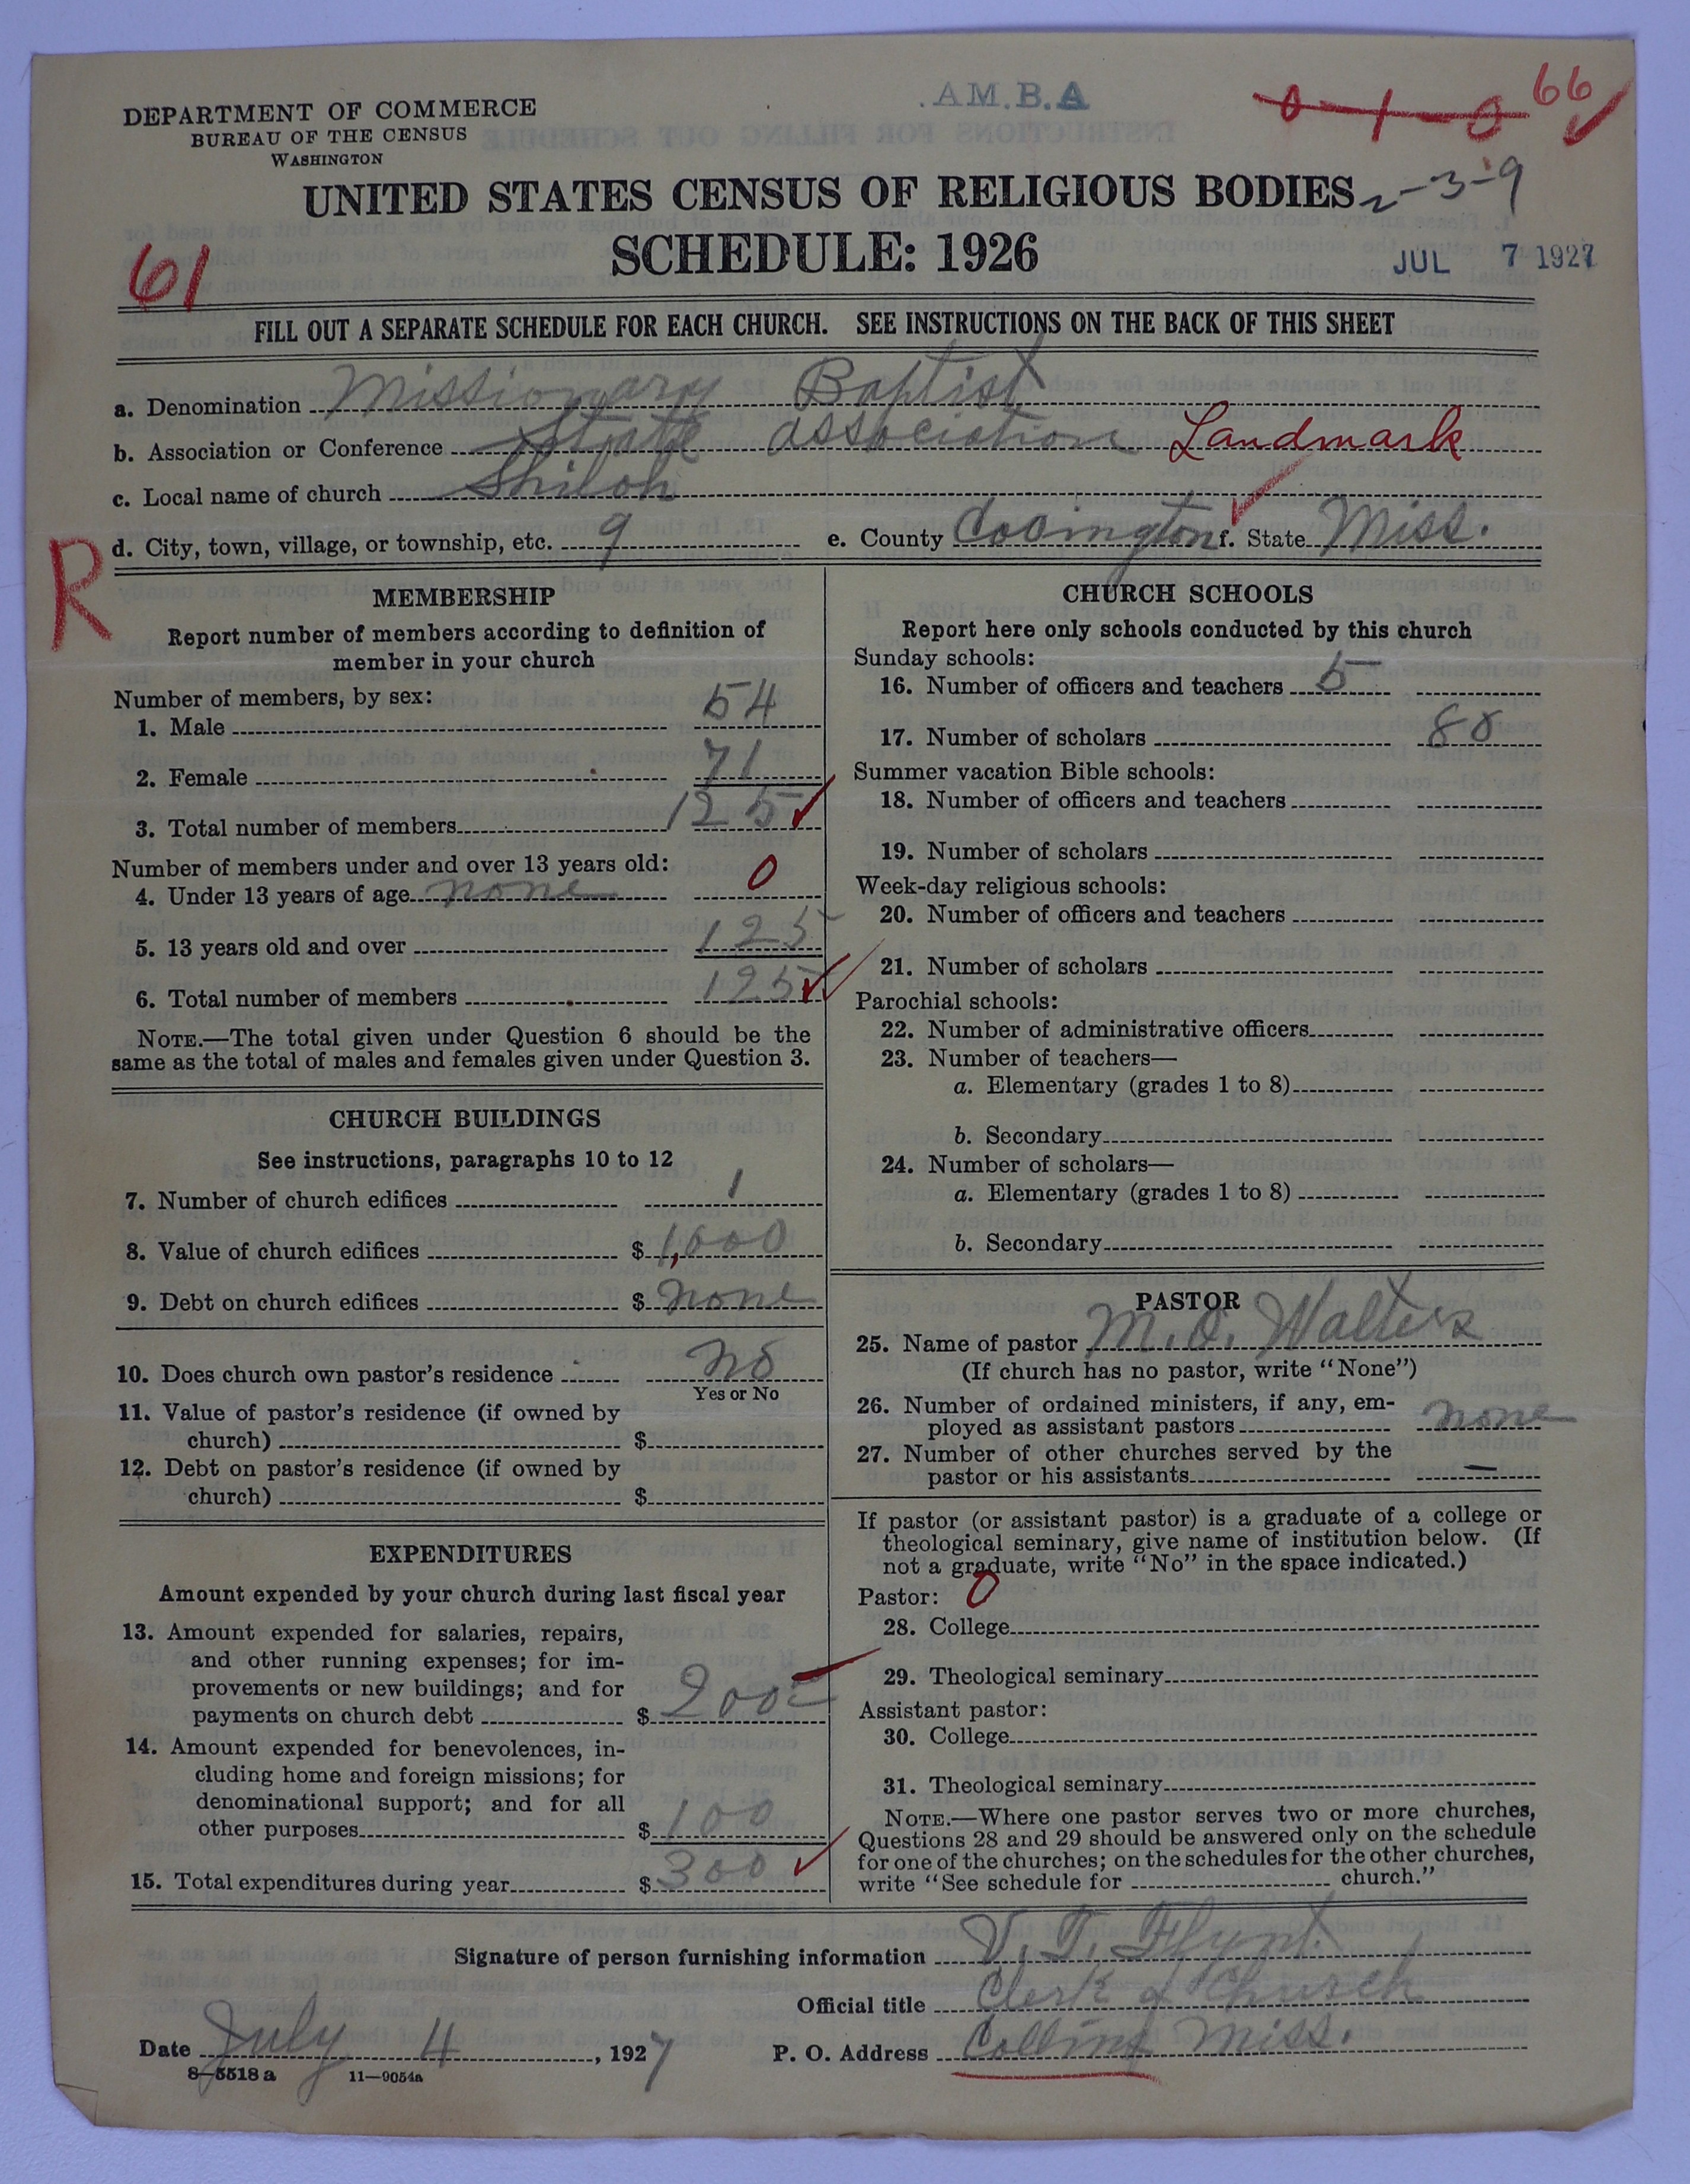 DEPARTMENT OF COMMERCE
BUREAU OF THE CENSUS
WASHINGTON
A.M.B.A.
0-1-0 66
UNITED STATES CENSUS OF RELIGIOUS BODIES
2-3-9
SCHEDULE: 1926
61
JUL 7 1927
FILL OUT A SEPARATE SCHEDULE FOR EACH CHURCH. SEE INSTRUCTIONS ON THE BACK OF THIS SHEET
a. Denomination Missionary Baptist
b. Association or Conference State association Landmark
c. Local name of church Shiloh
d. City, town, village, or township, etc. 9 e. County Covington f. State Miss.
R
MEMBERSHIP
Report number of members according to definition of
member in your church
Number of members, by sex:
1. Male 54
2. Female 71
3. Total number of members 125
Number of members under and over 13 years old:
4. Under 13 years of age none 0
5. 13 years old and over 125
6. Total number of members 125
NOTE.—The total given under Question 6 should be the
same as the total of males and females given under Question 3.
CHURCH BUILDINGS
See instructions, paragraphs 10 to 12
7. Number of church edifices 1
8. Value of church edifices $ 1,000
9. Debt on church edifices $ none
10. Does church own pastor's residence no
Yes or No
11. Value of pastor's residence (if owned by
church) $
12. Debt on pastor's residence (if owned by
church) $
EXPENDITURES
Amount expended by your church during last fiscal year
13. Amount expended for salaries, repairs,
and other running expenses; for im-
provements or new buildings; and for
payments on church debt $ 200
14. Amount expended for benevolences, in-
cluding home and foreign missions; for
denominational support; and for all
other purposes $ 100
15. Total expenditures during year $ 300
CHURCH SCHOOLS
Report here only schools conducted by this church
Sunday schools:
16. Number of officers and teachers 5
17. Number of scholars 88
Summer vacation Bible schools:
18. Number of officers and teachers
19. Number of scholars
Week-day religious schools:
20. Number of officers and teachers
21. Number of scholars
Parochial schools:
22. Number of administrative officers
23. Number of teachers—
a. Elementary (grades 1 to 8)
b. Secondary
24. Number of scholars—
a. Elementary (grades 1 to 8)
b. Secondary
PASTOR
25. Name of pastor M. O. Walters
(If church has no pastor, write "None")
26. Number of ordained ministers, if any, em-
ployed as assistant pastors none
27. Number of other churches served by the
pastor or his assistants —
If pastor (or assistant pastor) is a graduate of a college or
theological seminary, give name of institution below. (If
not a graduate, write "No" in the space indicated.)
Pastor: 0
28. College
29. Theological seminary
Assistant pastor:
30. College
31. Theological seminary
NOTE.—Where one pastor serves two or more churches,
Questions 28 and 29 should be answered only on the schedule
for one of the churches; on the schedules for the other churches,
write "See schedule for church."
Signature of person furnishing information V. T. Flynt
Official title Clerk of Church
Date July 4, 1927 P. O. Address Collins Miss.
8-5518 a 11-9054a